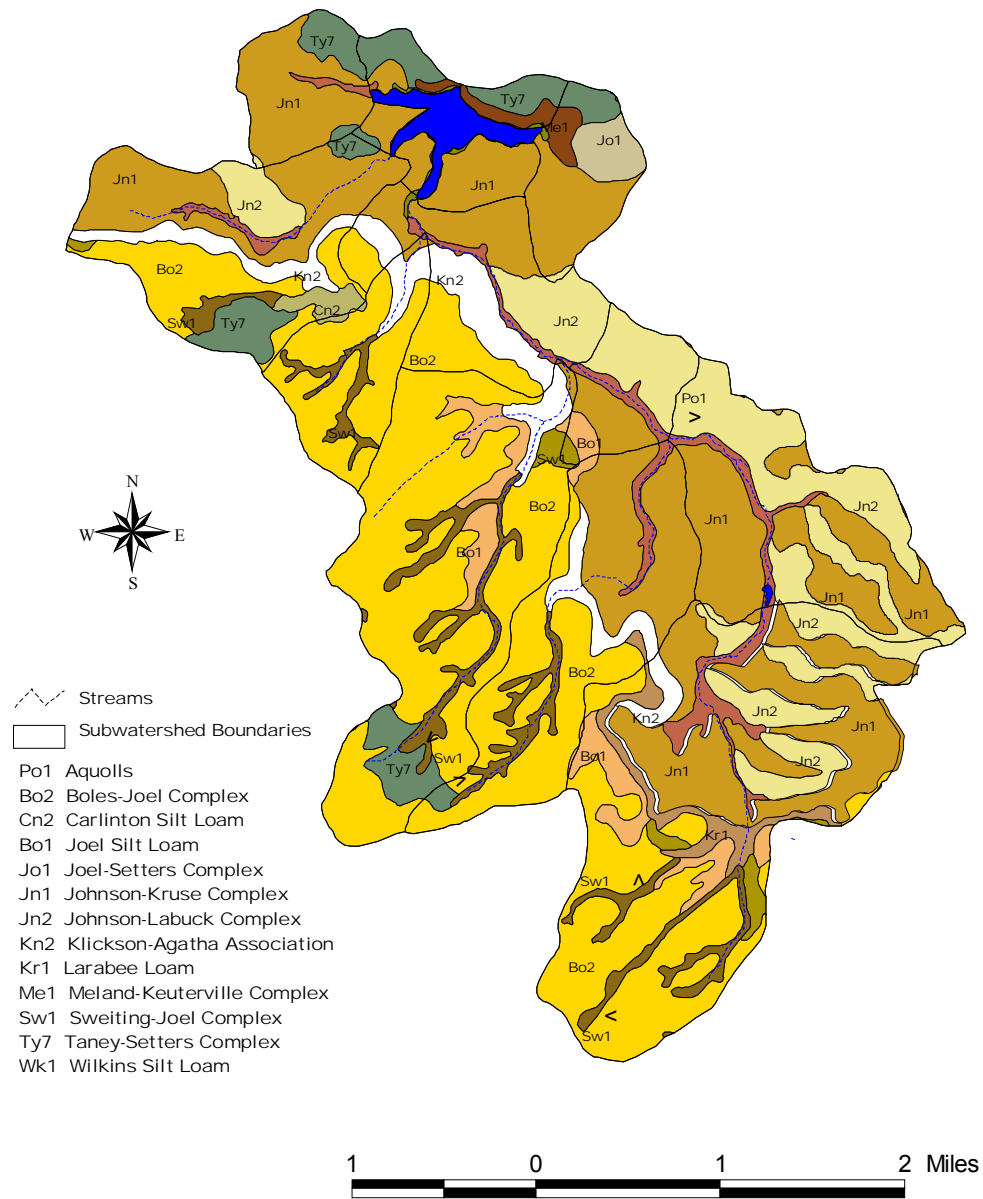 Ty7
Jn1
Ty7
Me1
Jo1
Ty7
Jn1
Jn1
Jn2
Bo2
Kn2
Kn2
Cn2
Sw1
Ty7
Jn2
Bo2
Po1
>
Sw1
Bo1
Sw1
Bo2
Jn2
Jn1
Bo1
N
W E
S
Jn1
Jn1
Jn2
Bo2
Streams
Subwatershed Boundaries
Kn2
Jn2
Jn1
<
Sw1
Bo1
Jn2
Ty7
Jn1
>
Po1 Aquolls
Bo2 Boles-Joel Complex
Cn2 Carlinton Silt Loam
Bo1 Joel Silt Loam
Kr1
Jo1 Joel-Setters Complex
Sw1
<
Jn1 Johnson-Kruse Complex
Jn2 Johnson-Labuck Complex
Kn2 Klickson-Agatha Association
Kr1 Larabee Loam
Bo2
Me1 Meland-Keuterville Complex
Sw1 Sweiting-Joel Complex
<
Sw1
Ty7 Taney-Setters Complex
Wk1 Wilkins Silt Loam
1 0 1 2 Miles